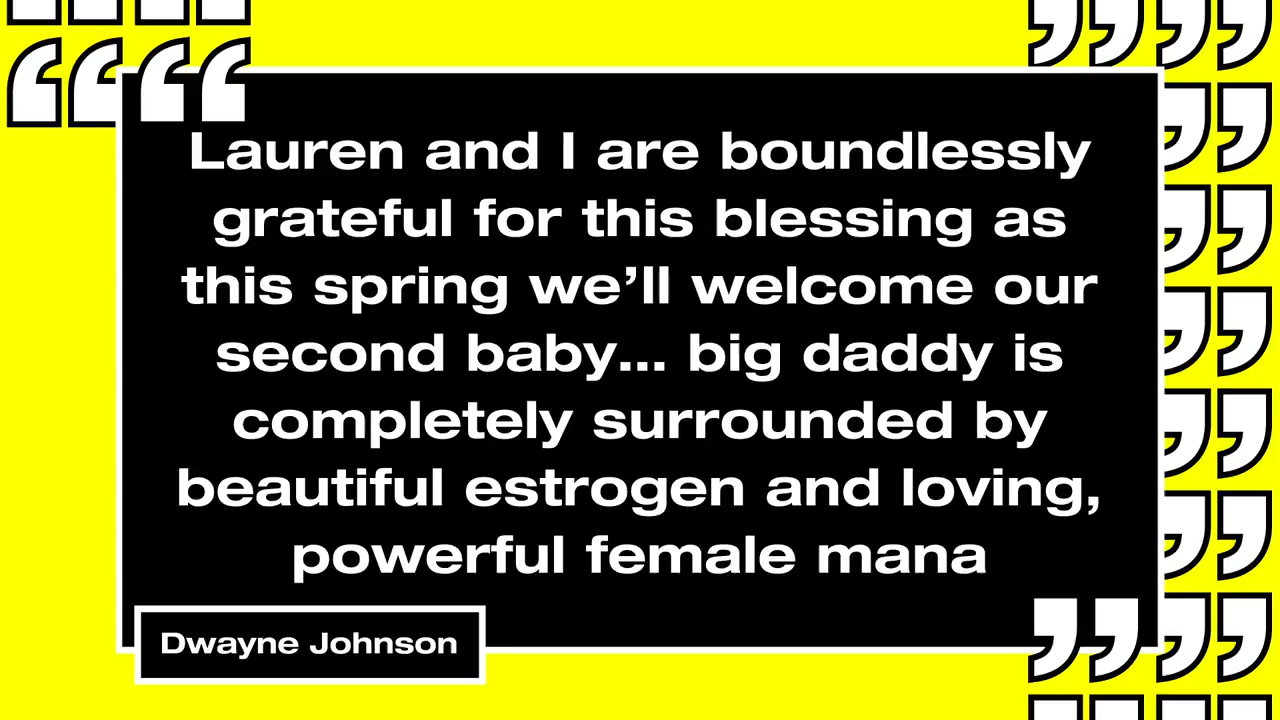 Lauren and I are boundlessly
grateful for this blessing as
this spring we’ll welcome our
second baby... big daddy is
completely surrounded by
beautiful estrogen and loving,
powerful female mana
Dwayne Johnson